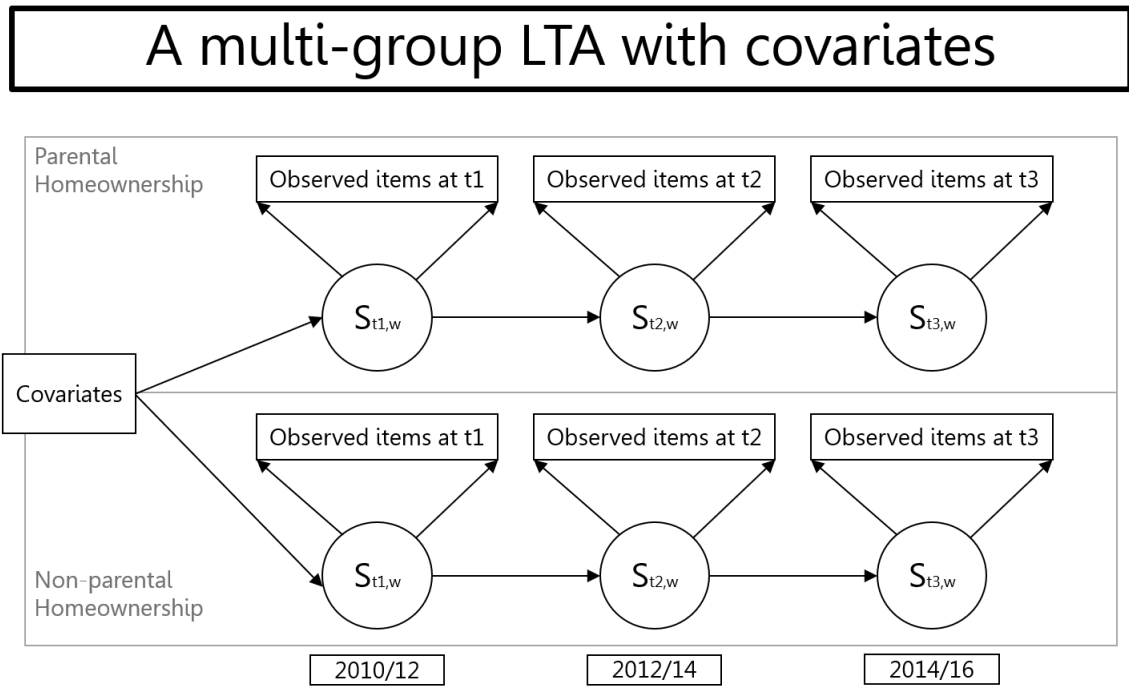 A multi-group LTA with covariates
Parental
Homeownership
Observed items at t1
Observed items at t2
Observed items at t3
St1,w
St2,w
St3,w
Covariates
Observed items at t1
Observed items at t2
Observed items at t3
St1,w
St2,w
St3,w
Non-parental
Homeownership
2010/12
2012/14
2014/16